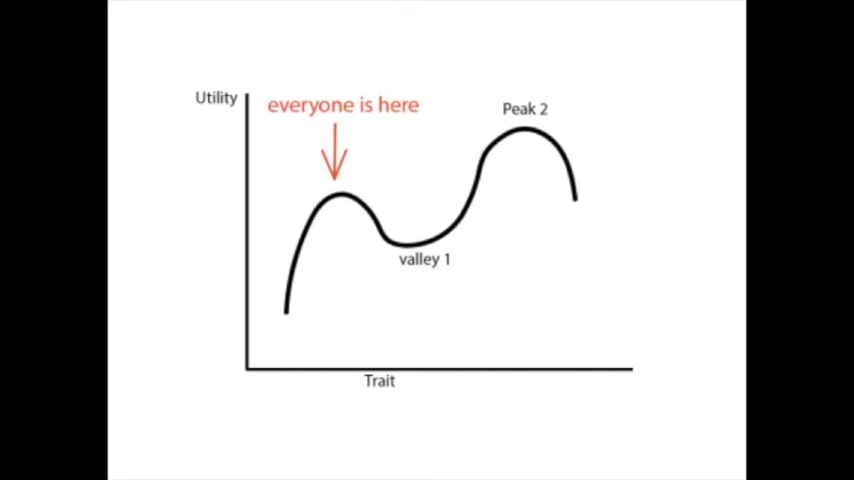 Utility
everyone is here
Peak 2
valley 1
Trait